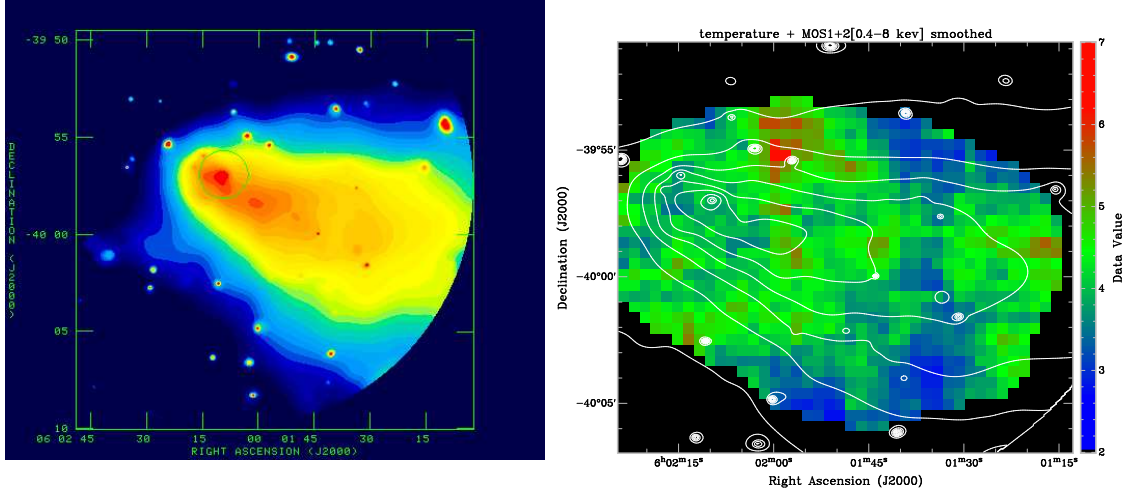 -39 50
55
-40 00
05
10
06 02 45
30
15
00
01 45
30
15
RIGHT ASCENSION (J2000)
DECLINATION (J2000)
temperature + MOS1+2[0.4-8 kev] smoothed
-39°55'
-40°00'
-40°05'
6h02m15s
02m00s
01m45s
01m30s
01m15s
Right Ascension (J2000)
Declination (J2000)
7
6
5
4
3
2
Data Value